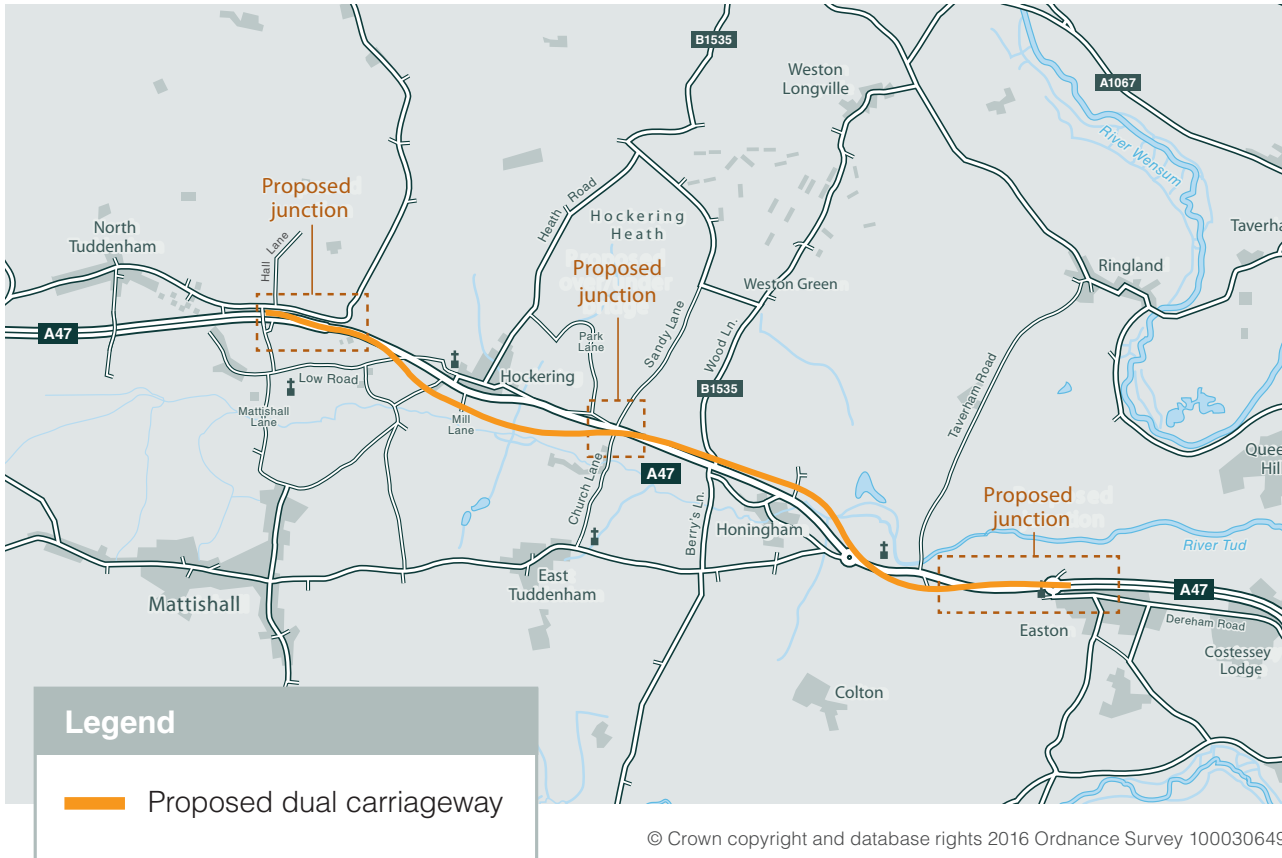 B1535
Weston
Longville
A1067
River Wensum
Proposed
junction
Heath Road
Hockering
Heath
North
Tuddenham
Hall Lane
Taverha
Proposed
junction
Ringland
Weston Green
A47
Park
Lane
Sandy Lane
Wood Ln.
Low Road
Hockering
B1535
Taverham Road
Mattishall
Lane
Mill
Lane
Quee
Hil
A47
Church Lane
Berry's Ln.
Honingham
Proposed
junction
River Tud
East
Tuddenham
Mattishall
A47
Easton
Dereham Road
Costessey
Lodge
Colton
Legend
Proposed dual carriageway
© Crown copyright and database rights 2016 Ordnance Survey 100030649